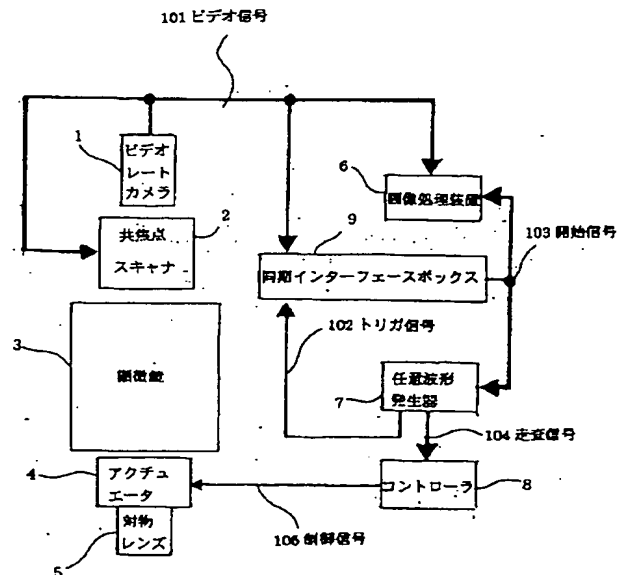 101 ビデオ信号
1
ビデオ
レート
カメラ
2
共焦点
スキャナ
6
画像処理装置
9
103 開始信号
同期インターフェースボックス
102 トリガ信号
3
顕微鏡
7
任意波形
発生器
104 走査信号
4
アクチュ
エータ
コントローラ
8
対物
レンズ
5
105 制御信号